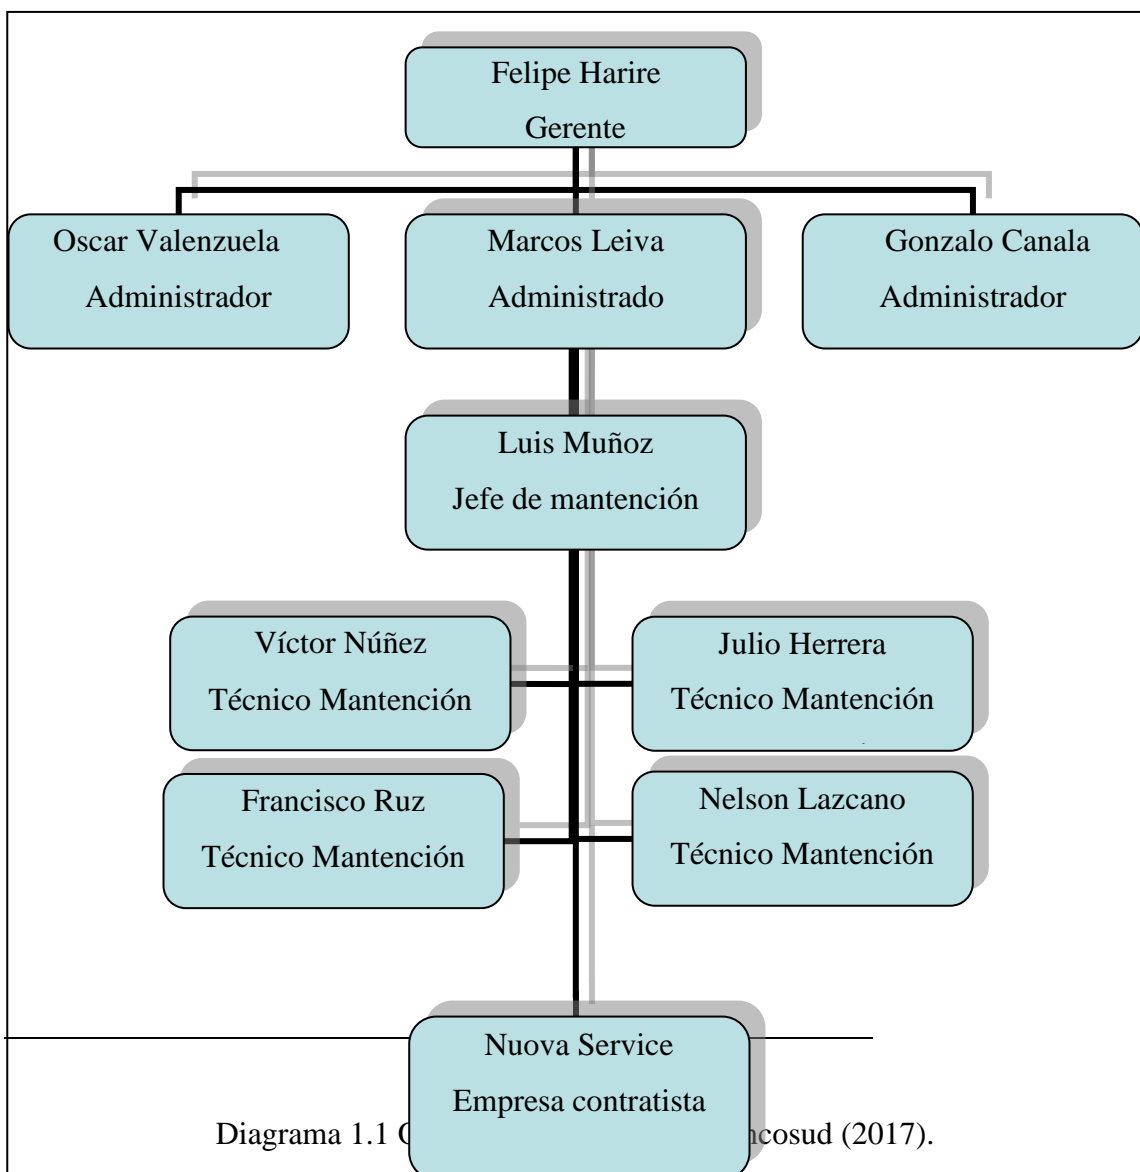 Felipe Harire
Gerente
Oscar Valenzuela
Administrador
Marcos Leiva
Administrado
Gonzalo Canala
Administrador
Luis Muñoz
Jefe de mantención
Víctor Núñez
Técnico Mantención
Julio Herrera
Técnico Mantención
Francisco Ruz
Técnico Mantención
Nelson Lazcano
Técnico Mantención
Nuova Service
Empresa contratista
Diagrama 1.1 ncosud (2017).